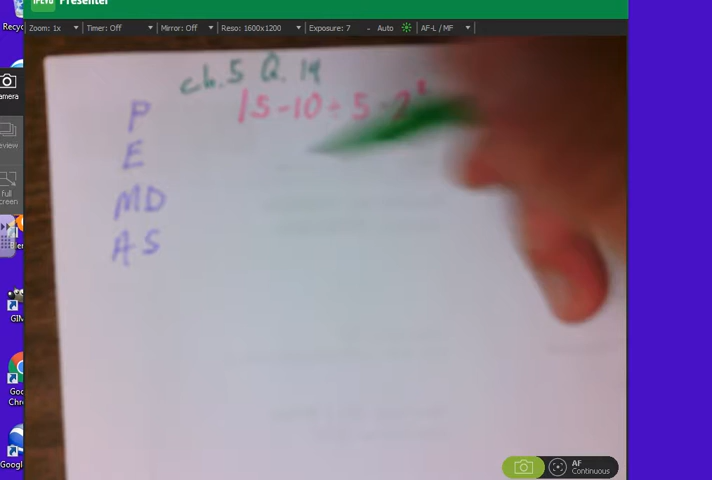 Presenter
Zoom: 1x Timer: Off Mirror: Off Reso: 1600x1200 Exposure: 7 - Auto AF-L / MF
ch. 5 Q. 14
P 15 - 10 ÷ 5
E
MD
AS
AF
Continuous